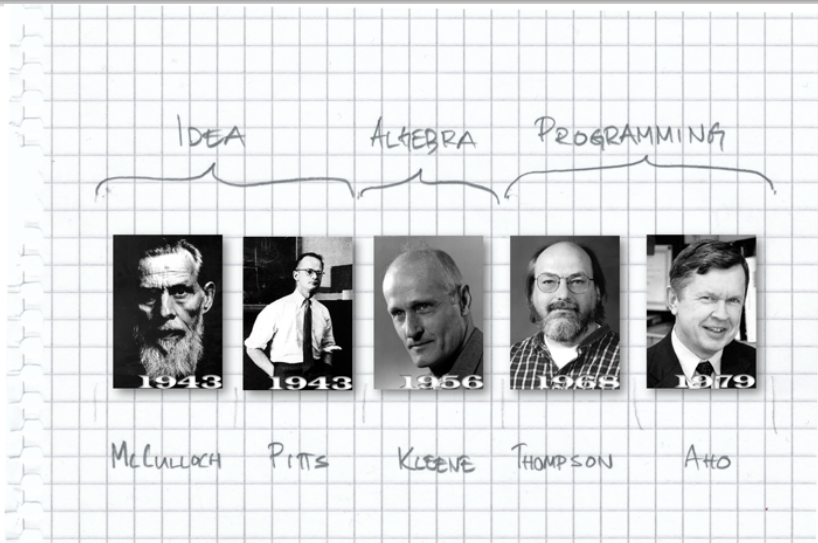 IDEA ALGEBRA PROGRAMMING
1943 1943 1956 1968 1979
McCULLOCH PITTS KLEENE THOMPSON AHO